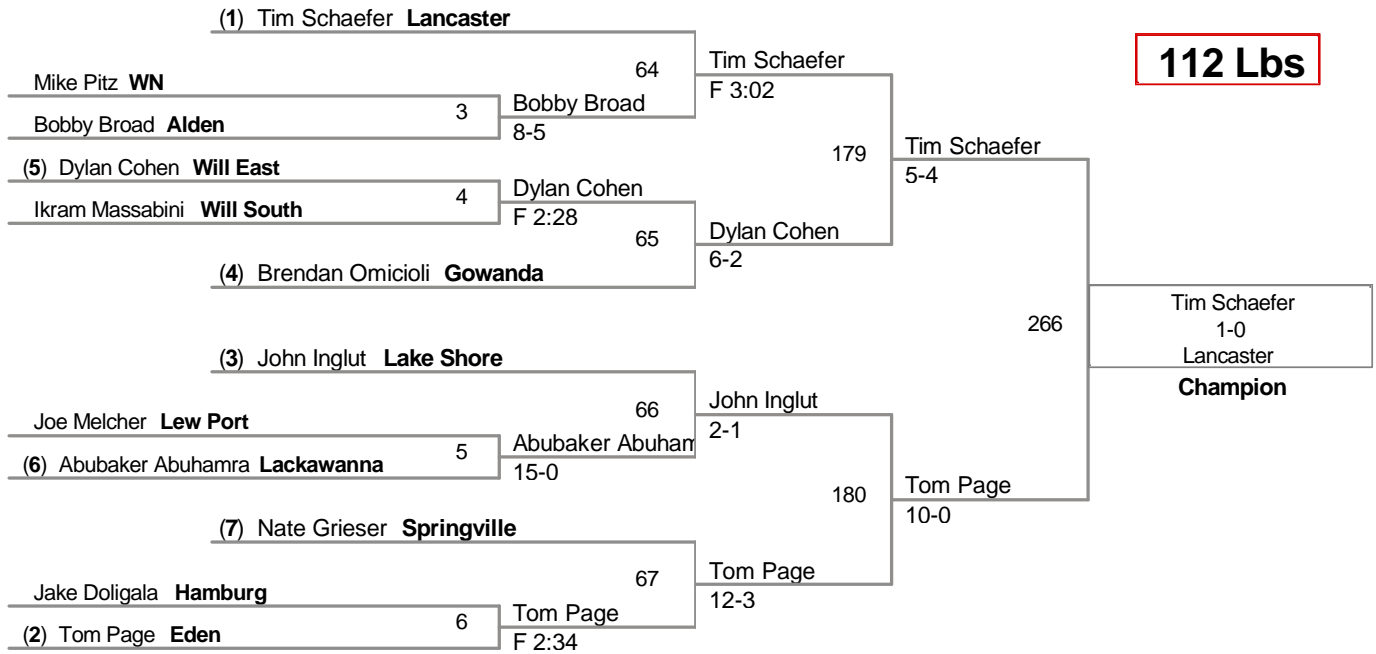 (1) Tim Schaefer Lancaster
112 Lbs
64
Tim Schaefer
F 3:02
Mike Pitz WN
3
Bobby Broad
8-5
Bobby Broad Alden
179
Tim Schaefer
5-4
(5) Dylan Cohen Will East
4
Dylan Cohen
F 2:28
Ikram Massabini Will South
65
Dylan Cohen
6-2
(4) Brendan Omicioli Gowanda
266
Tim Schaefer
1-0
Lancaster
Champion
(3) John Inglut Lake Shore
66
John Inglut
2-1
Joe Melcher Lew Port
5
Abubaker Abuham
15-0
(6) Abubaker Abuhamra Lackawanna
180
Tom Page
10-0
(7) Nate Grieser Springville
67
Tom Page
12-3
Jake Doligala Hamburg
6
Tom Page
F 2:34
(2) Tom Page Eden